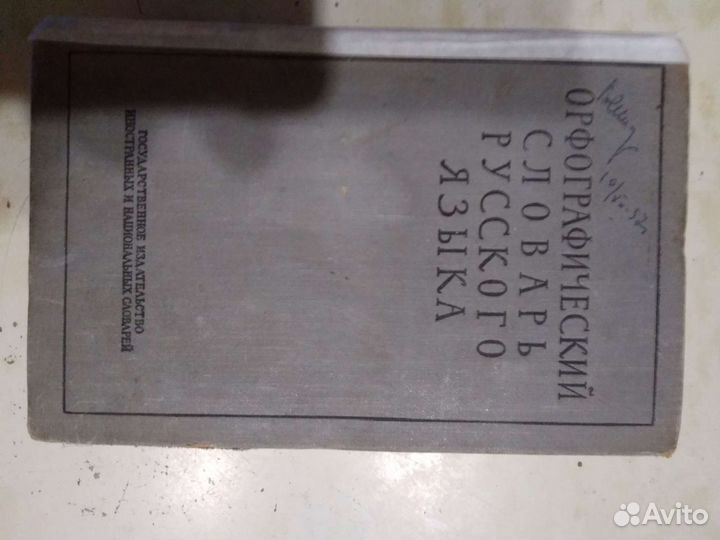 ОРФОГРАФИЧЕСКИЙ
СЛОВАРЬ
РУССКОГО
ЯЗЫКА
ГОСУДАРСТВЕННОЕ ИЗДАТЕЛЬСТВО
ИНОСТРАННЫХ И НАЦИОНАЛЬНЫХ СЛОВАРЕЙ
Avito